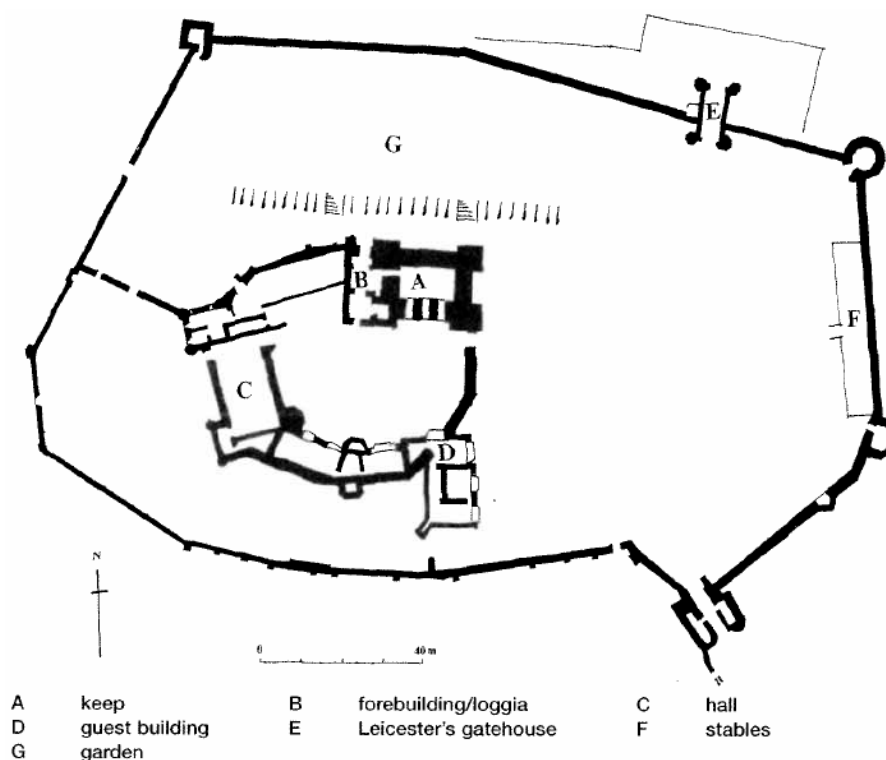 E
G
B
A
F
C
D
N
0 40 m
A keep B forebuilding/loggia C hall
D guest building E Leicester's gatehouse F stables
G garden